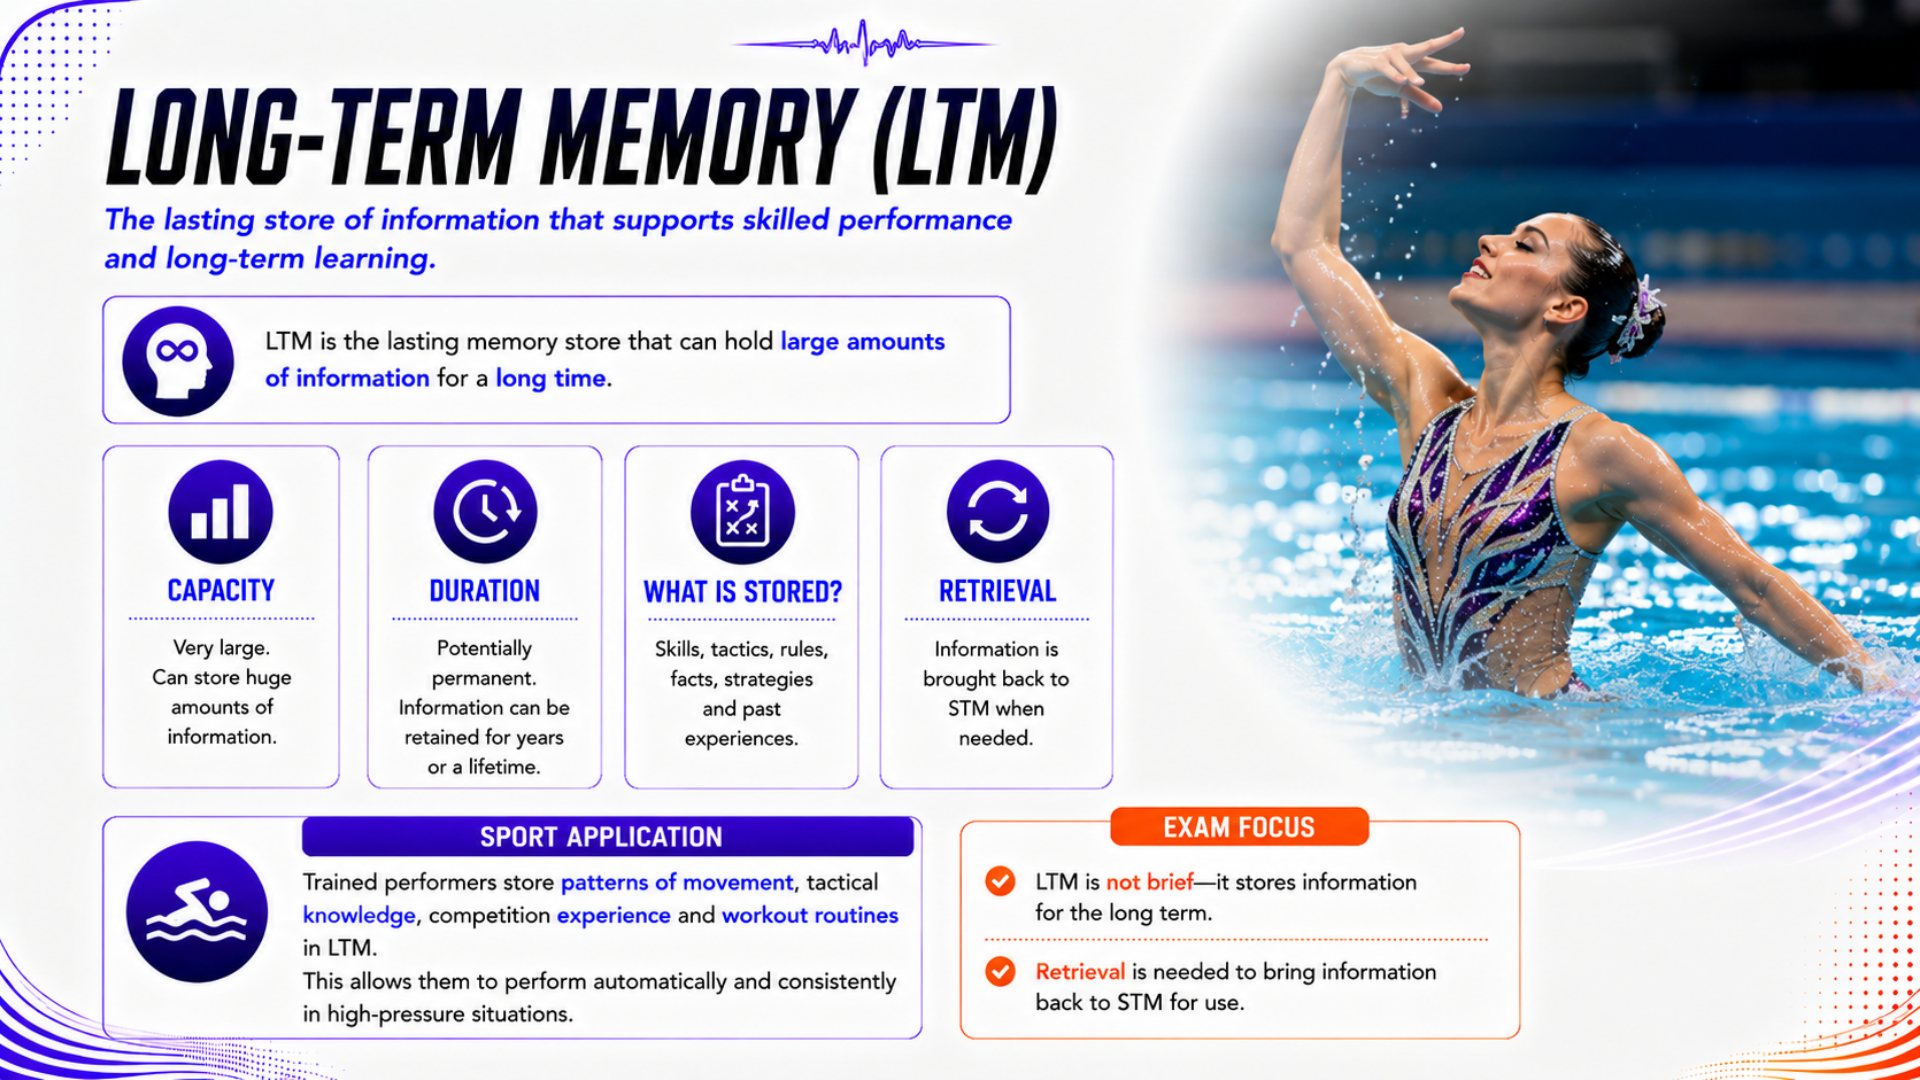 LONG-TERM MEMORY (LTM)
The lasting store of information that supports skilled performance
and long-term learning.
LTM is the lasting memory store that can hold large amounts
of information for a long time.
CAPACITY
Very large.
Can store huge
amounts of
information.
DURATION
Potentially
permanent.
Information can be
retained for years
or a lifetime.
WHAT IS STORED?
Skills, tactics, rules,
facts, strategies
and past
experiences.
RETRIEVAL
Information is
brought back to
STM when
needed.
SPORT APPLICATION
Trained performers store patterns of movement, tactical
knowledge, competition experience and workout routines
in LTM.
This allows them to perform automatically and consistently
in high-pressure situations.
EXAM FOCUS
LTM is not brief—it stores information
for the long term.
Retrieval is needed to bring information
back to STM for use.